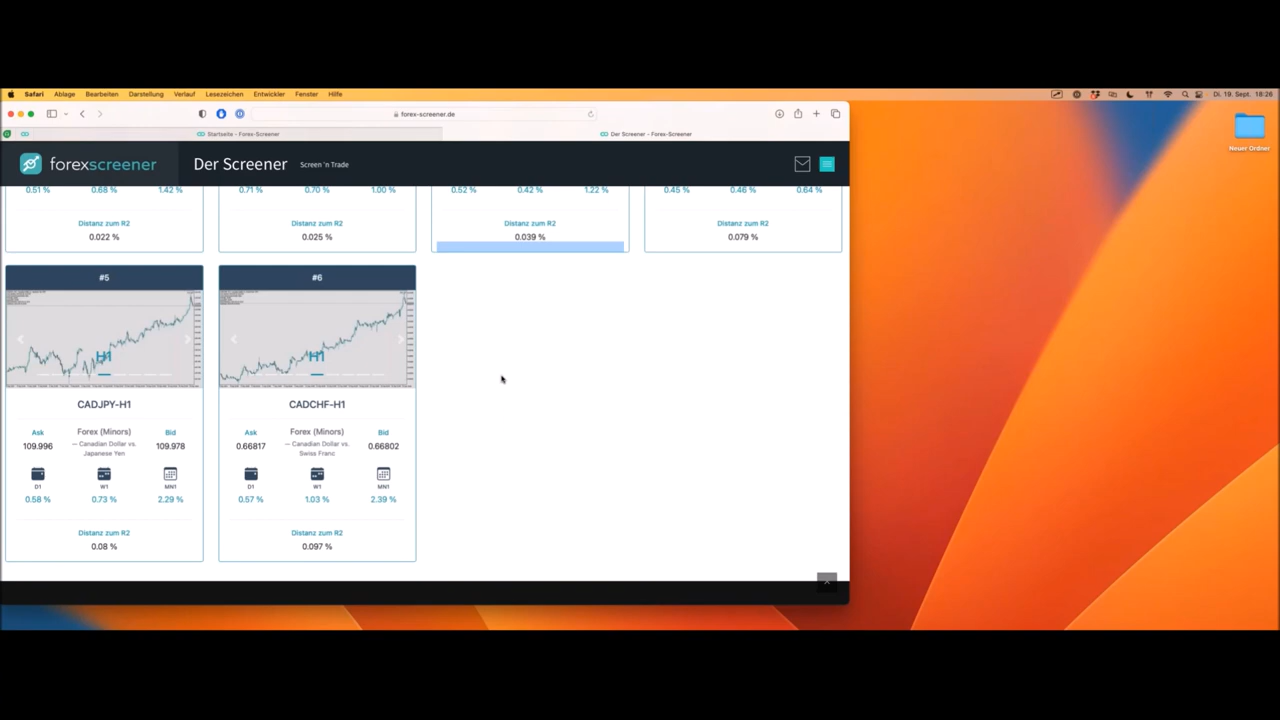 Safari Ablage Bearbeiten Darstellung Verlauf Lesezeichen Entwickler Fenster Hilfe Di. 19. Sept. 18:26
forex-screener.de
Startseite - Forex-Screener Der Screener - Forex-Screener
Neuer Ordner
forexscreener Der Screener Screen 'n Trade
0.51 % 0.68 % 1.42 % 0.71 % 0.70 % 1.00 % 0.52 % 0.42 % 1.22 % 0.45 % 0.46 % 0.64 %
Distanz zum R2 Distanz zum R2 Distanz zum R2 Distanz zum R2
0.022 % 0.025 % 0.039 % 0.079 %
#5 #6
H1 H1
CADJPY-H1 CADCHF-H1
Ask Forex (Minors) Bid Ask Forex (Minors) Bid
109.996 — Canadian Dollar vs. 109.978 0.66817 — Canadian Dollar vs. 0.66802
Japanese Yen Swiss Franc
D1 W1 MN1 D1 W1 MN1
0.58 % 0.73 % 2.29 % 0.57 % 1.03 % 2.39 %
Distanz zum R2 Distanz zum R2
0.08 % 0.097 %